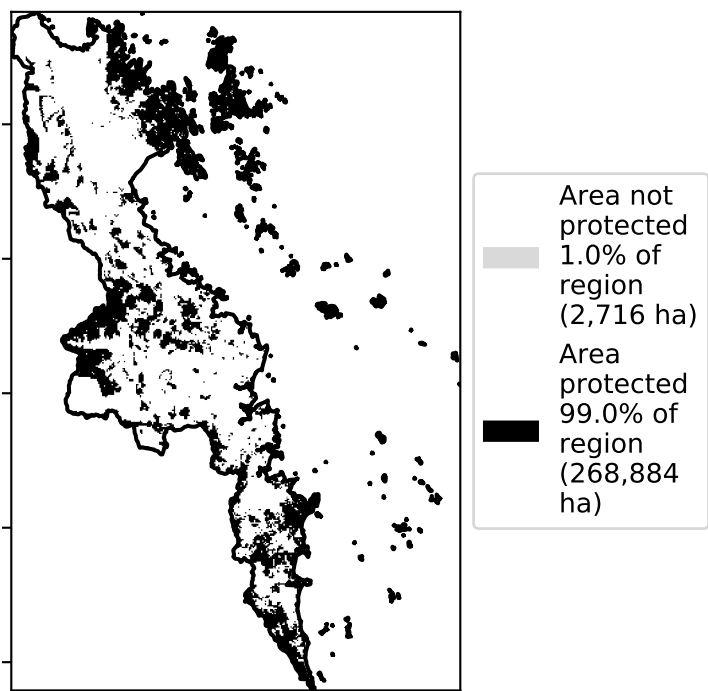 Area not
protected
1.0% of
region
(2,716 ha)
Area
protected
99.0% of
region
(268,884
ha)